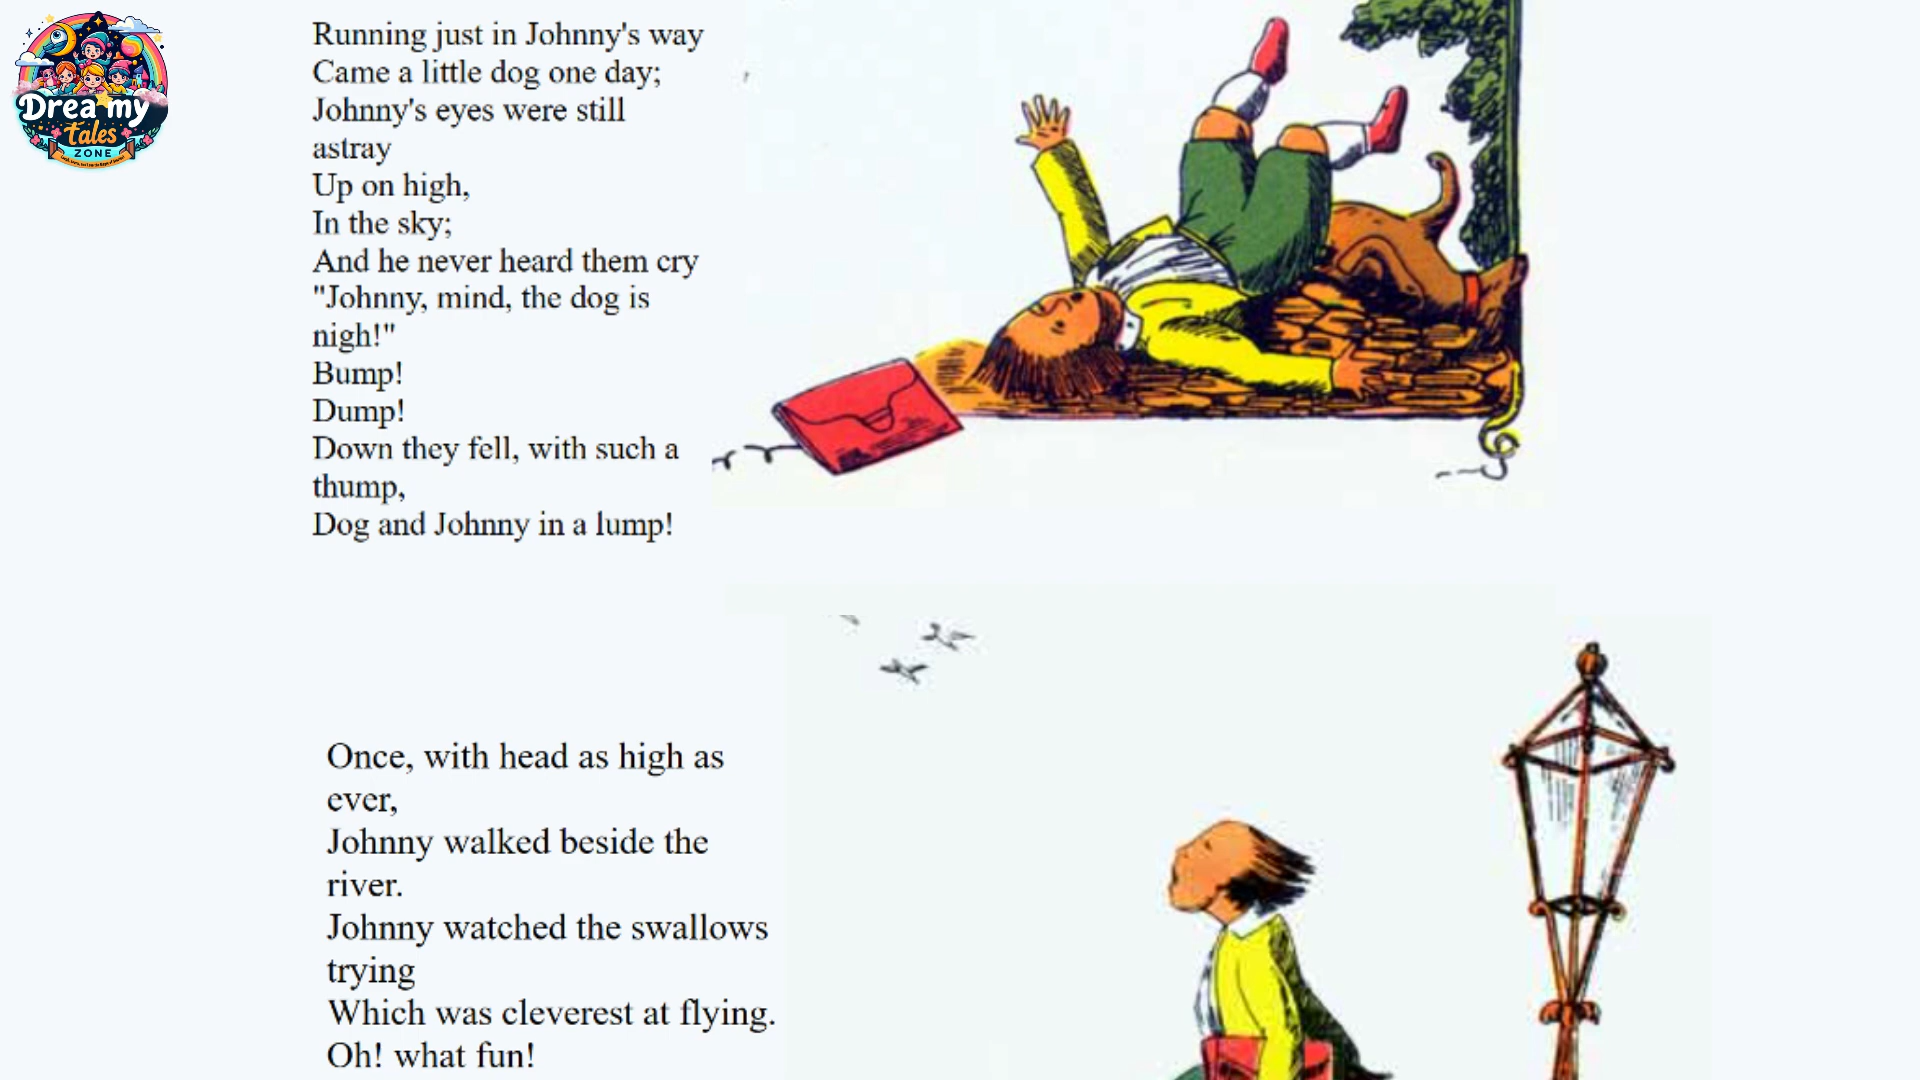 Dreamy
tales
ZONE
Running just in Johnny's way
Came a little dog one day;
Johnny's eyes were still
astray
Up on high,
In the sky;
And he never heard them cry
"Johnny, mind, the dog is
nigh!"
Bump!
Dump!
Down they fell, with such a
thump,
Dog and Johnny in a lump!
Once, with head as high as
ever,
Johnny walked beside the
river.
Johnny watched the swallows
trying
Which was cleverest at flying.
Oh! what fun!